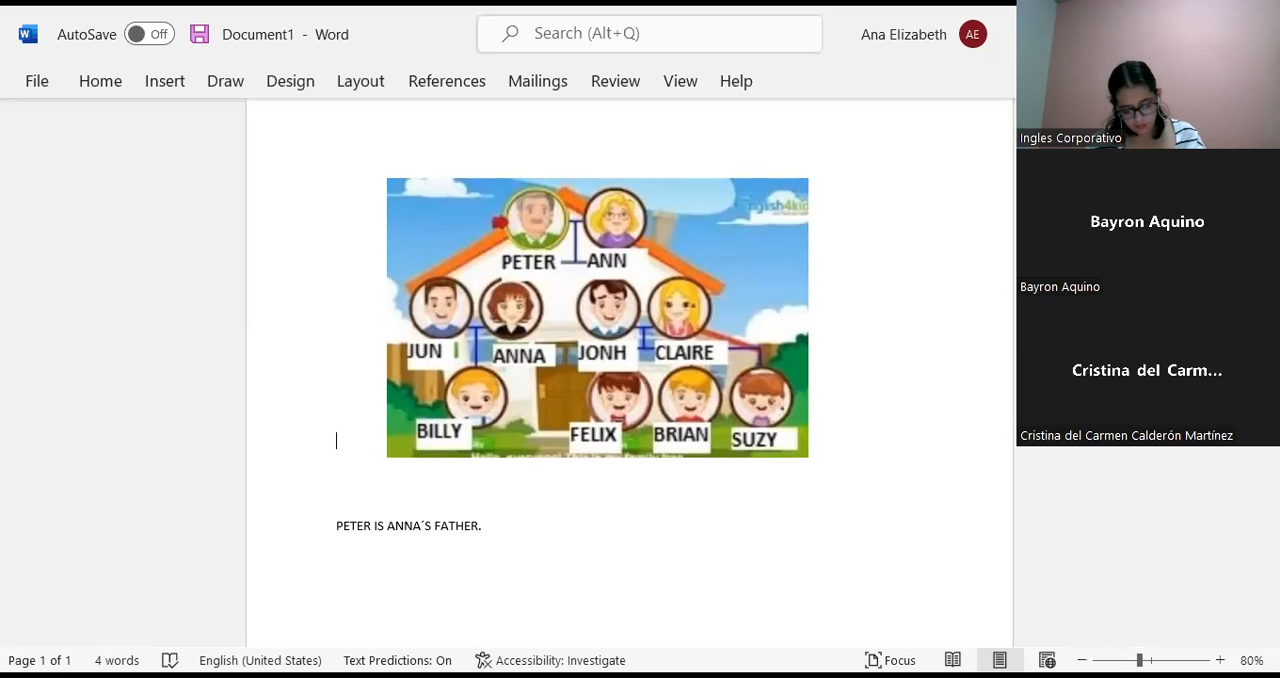 AutoSave Off Document1 - Word Search (Alt+Q) Ana Elizabeth AE
File Home Insert Draw Design Layout References Mailings Review View Help
Ingles Corporativo
Bayron Aquino
Bayron Aquino
Cristina del Carm...
Cristina del Carmen Calderón Martínez
PETER ANN
JUN ANNA JONH CLAIRE
BILLY FELIX BRIAN SUZY
PETER IS ANNA´S FATHER.
Page 1 of 1 4 words English (United States) Text Predictions: On Accessibility: Investigate Focus 80%